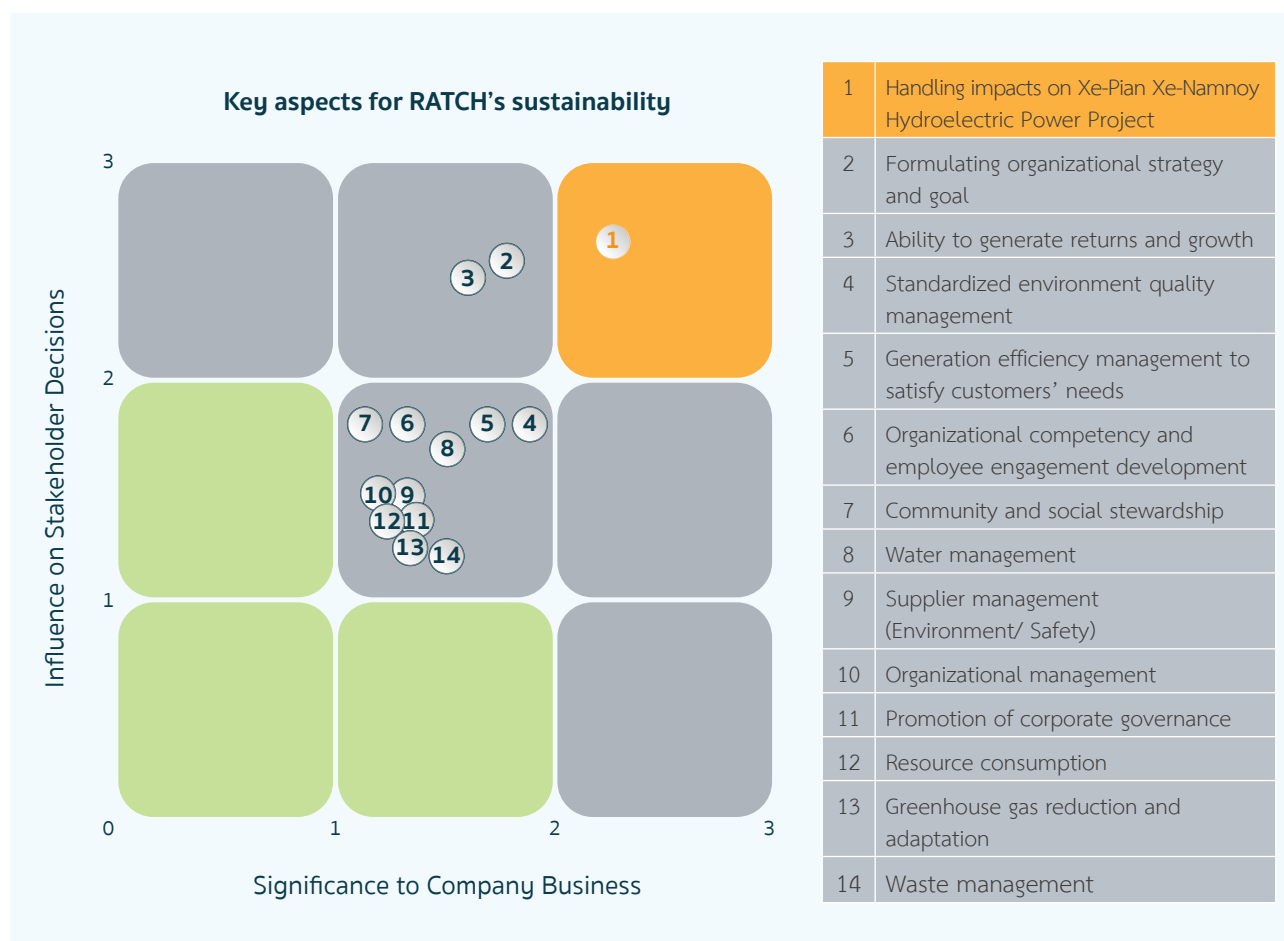 Key aspects for RATCH's sustainability
3
2
1
0
1
2
3
Influence on Stakeholder Decisions
Significance to Company Business
1
2
3
7
6
5
4
8
10
9
12
11
13
14
1 Handling impacts on Xe-Pian Xe-Namnoy
Hydroelectric Power Project
2 Formulating organizational strategy
and goal
3 Ability to generate returns and growth
4 Standardized environment quality
management
5 Generation efficiency management to
satisfy customers' needs
6 Organizational competency and
employee engagement development
7 Community and social stewardship
8 Water management
9 Supplier management
(Environment/ Safety)
10 Organizational management
11 Promotion of corporate governance
12 Resource consumption
13 Greenhouse gas reduction and
adaptation
14 Waste management